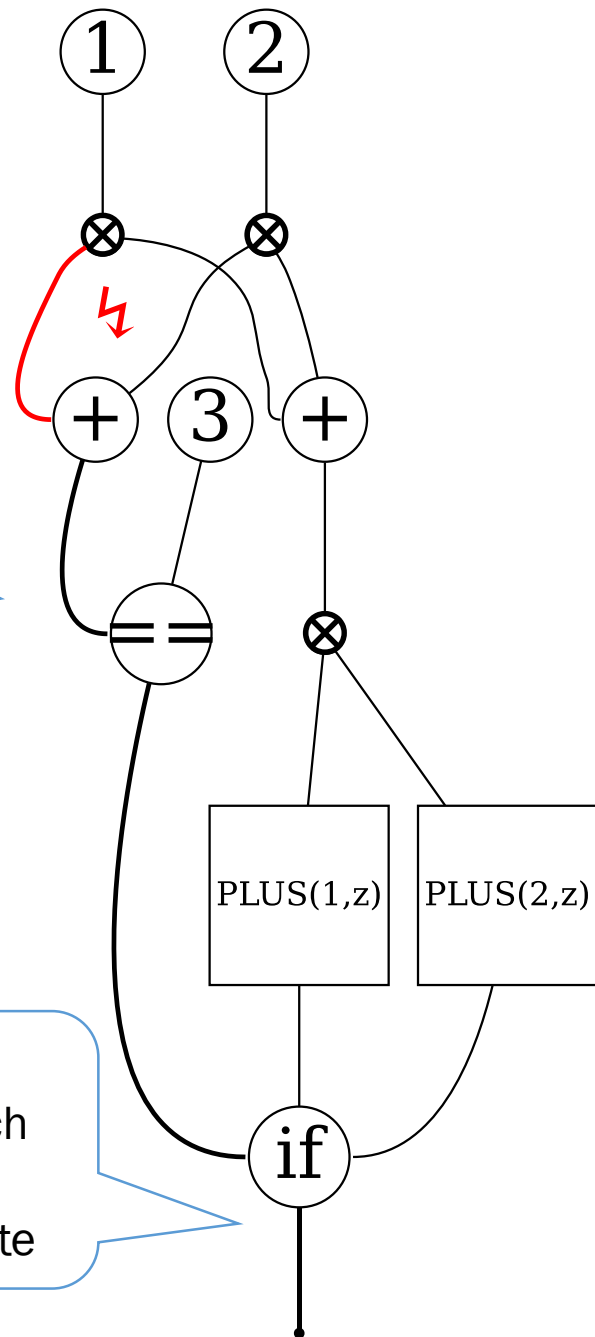 1 2
+ 3 +
==
PLUS(1,z) PLUS(2,z)
if